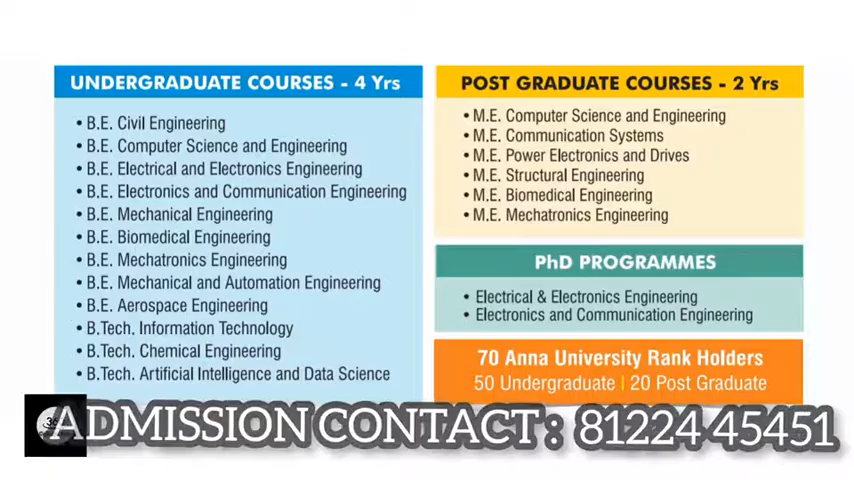 UNDERGRADUATE COURSES - 4 Yrs
• B.E. Civil Engineering
• B.E. Computer Science and Engineering
• B.E. Electrical and Electronics Engineering
• B.E. Electronics and Communication Engineering
• B.E. Mechanical Engineering
• B.E. Biomedical Engineering
• B.E. Mechatronics Engineering
• B.E. Mechanical and Automation Engineering
• B.E. Aerospace Engineering
• B.Tech. Information Technology
• B.Tech. Chemical Engineering
• B.Tech. Artificial Intelligence and Data Science
POST GRADUATE COURSES - 2 Yrs
• M.E. Computer Science and Engineering
• M.E. Communication Systems
• M.E. Power Electronics and Drives
• M.E. Structural Engineering
• M.E. Biomedical Engineering
• M.E. Mechatronics Engineering
PhD PROGRAMMES
• Electrical & Electronics Engineering
• Electronics and Communication Engineering
70 Anna University Rank Holders
50 Undergraduate | 20 Post Graduate
ADMISSION CONTACT : 81224 45451